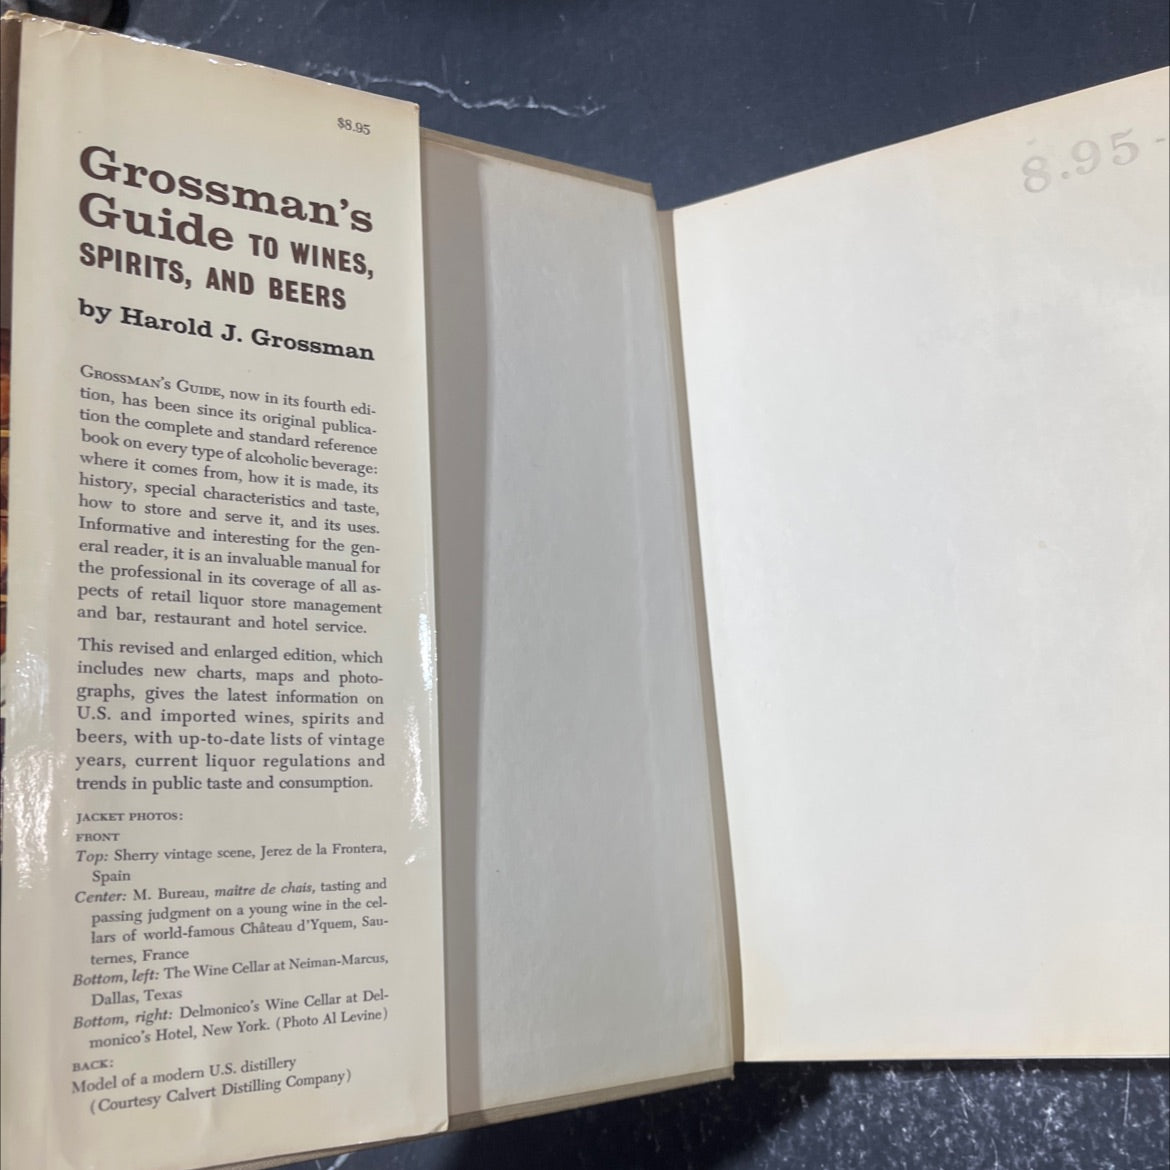 $8.95
Grossman's
Guide TO WINES,
SPIRITS, AND BEERS
by Harold J. Grossman
GROSSMAN'S GUIDE, now in its fourth edi-
tion, has been since its original publica-
tion the complete and standard reference
book on every type of alcoholic beverage:
where it comes from, how it is made, its
history, special characteristics and taste,
how to store and serve it, and its uses.
Informative and interesting for the gen-
eral reader, it is an invaluable manual for
the professional in its coverage of all as-
pects of retail liquor store management
and bar, restaurant and hotel service.
This revised and enlarged edition, which
includes new charts, maps and photo-
graphs, gives the latest information on
U.S. and imported wines, spirits and
beers, with up-to-date lists of vintage
years, current liquor regulations and
trends in public taste and consumption.
JACKET PHOTOS:
FRONT
Top: Sherry vintage scene, Jerez de la Frontera,
Spain
Center: M. Bureau, maître de chais, tasting and
passing judgment on a young wine in the cel-
lars of world-famous Château d'Yquem, Sau-
ternes, France
Bottom, left: The Wine Cellar at Neiman-Marcus,
Dallas, Texas
Bottom, right: Delmonico's Wine Cellar at Del-
monico's Hotel, New York. (Photo Al Levine)
BACK:
Model of a modern U.S. distillery
(Courtesy Calvert Distilling Company)
8.95-